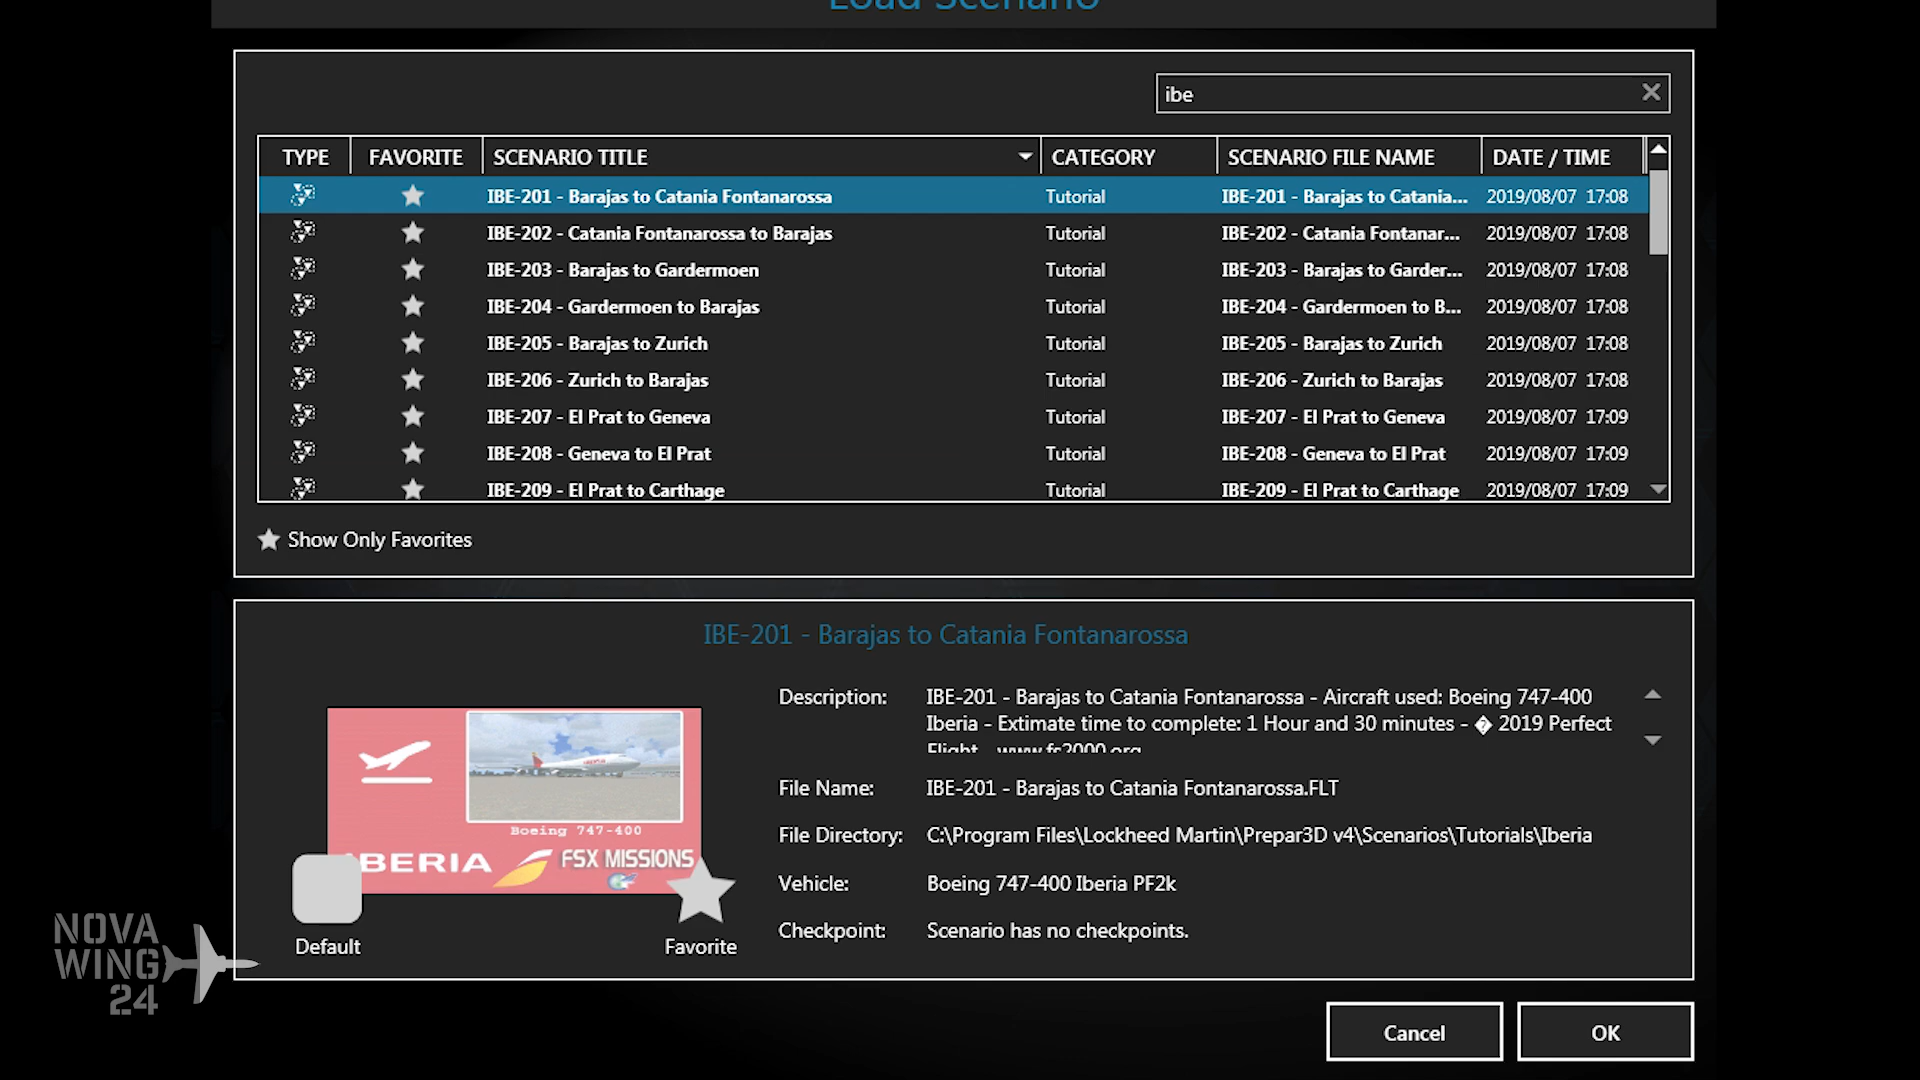 Load Scenario
ibe
TYPE FAVORITE SCENARIO TITLE CATEGORY SCENARIO FILE NAME DATE / TIME
IBE-201 - Barajas to Catania Fontanarossa Tutorial IBE-201 - Barajas to Catania... 2019/08/07 17:08
IBE-202 - Catania Fontanarossa to Barajas Tutorial IBE-202 - Catania Fontanar... 2019/08/07 17:08
IBE-203 - Barajas to Gardermoen Tutorial IBE-203 - Barajas to Garder... 2019/08/07 17:08
IBE-204 - Gardermoen to Barajas Tutorial IBE-204 - Gardermoen to B... 2019/08/07 17:08
IBE-205 - Barajas to Zurich Tutorial IBE-205 - Barajas to Zurich 2019/08/07 17:08
IBE-206 - Zurich to Barajas Tutorial IBE-206 - Zurich to Barajas 2019/08/07 17:08
IBE-207 - El Prat to Geneva Tutorial IBE-207 - El Prat to Geneva 2019/08/07 17:09
IBE-208 - Geneva to El Prat Tutorial IBE-208 - Geneva to El Prat 2019/08/07 17:09
IBE-209 - El Prat to Carthage Tutorial IBE-209 - El Prat to Carthage 2019/08/07 17:09
Show Only Favorites
IBE-201 - Barajas to Catania Fontanarossa
Description: IBE-201 - Barajas to Catania Fontanarossa - Aircraft used: Boeing 747-400
Iberia - Extimate time to complete: 1 Hour and 30 minutes - � 2019 Perfect
Flight - www.fs2000.org
File Name: IBE-201 - Barajas to Catania Fontanarossa.FLT
File Directory: C:\Program Files\Lockheed Martin\Prepar3D v4\Scenarios\Tutorials\Iberia
Vehicle: Boeing 747-400 Iberia PF2k
Checkpoint: Scenario has no checkpoints.
Boeing 747-400
IBERIA FSX MISSIONS
Default Favorite
NOVA
WING
24
Cancel OK